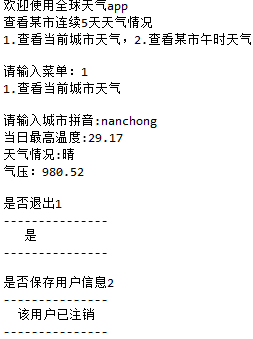 欢迎使用全球天气app
查看某市连续5天天气情况
1.查看当前城市天气，2.查看某市午时天气
请输入菜单：1
1.查看当前城市天气
请输入城市拼音:nanchong
当日最高温度:29.17
天气情况:晴
气压：980.52
是否退出1
---------------
是
---------------
是否保存用户信息2
---------------
该用户已注销
---------------